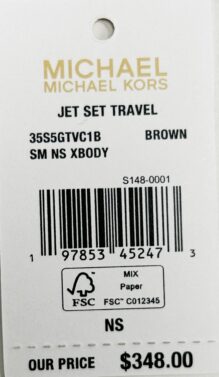 MICHAEL
MICHAEL KORS
JET SET TRAVEL
35S5GTVC1B BROWN
SM NS XBODY
S148-0001
1 97853 45247 3
FSC
MIX
Paper
FSC™ C012345
NS
OUR PRICE $348.00